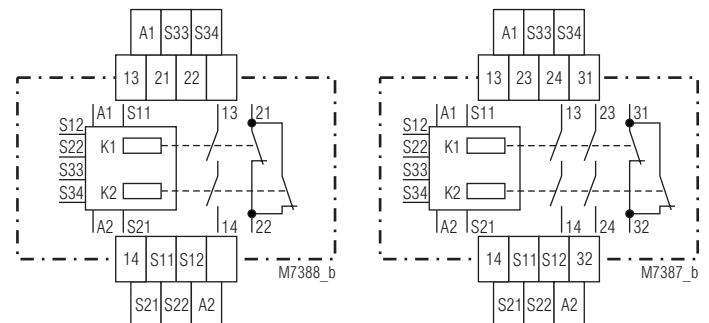 A1 S33 S34
13 21 22
A1 S11
13 21
S12
S22
S33
S34
K1
K2
A2 S21
14 22
14 S11 S12
M7388_b
S21 S22 A2
A1 S33 S34
13 23 24 31
A1 S11
13 23 31
S12
S22
S33
S34
K1
K2
A2 S21
14 24 32
14 S11 S12 32
M7387_b
S21 S22 A2